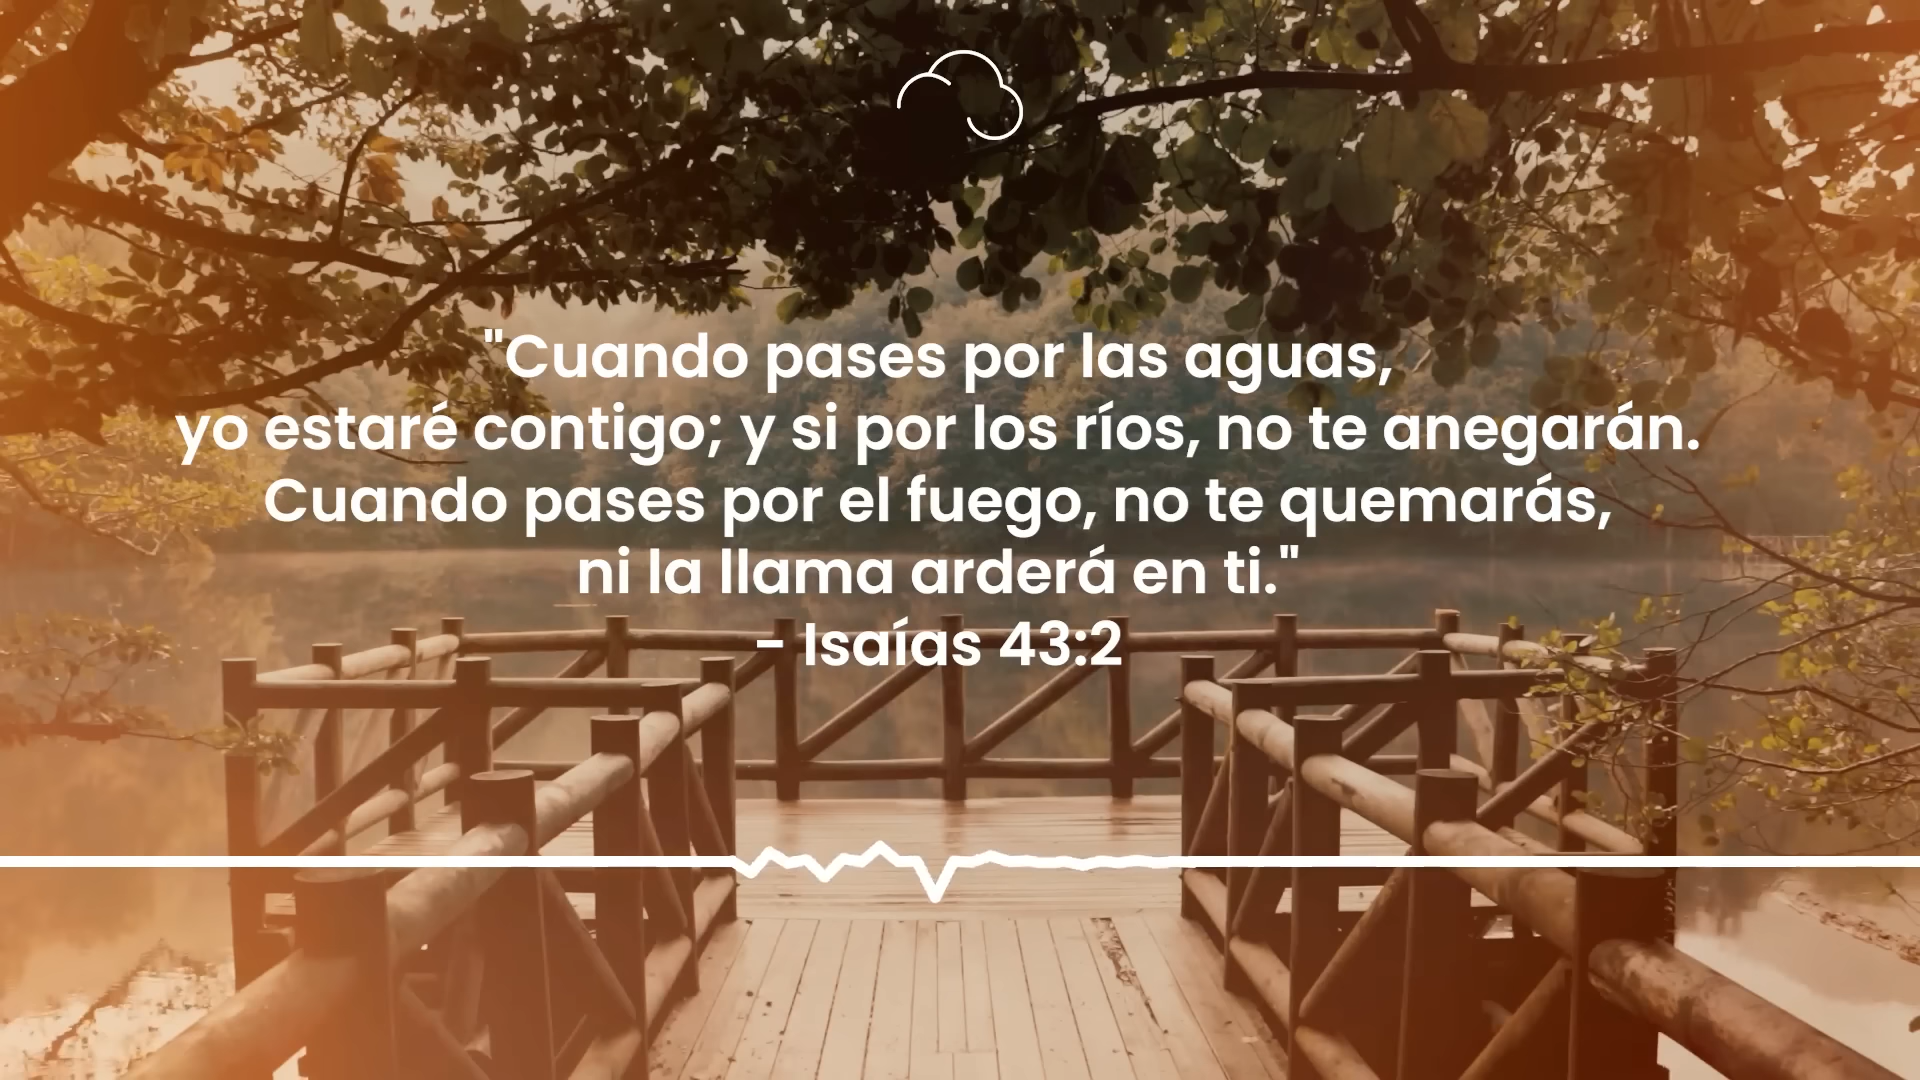 "Cuando pases por las aguas,
yo estaré contigo; y si por los ríos, no te anegarán.
Cuando pases por el fuego, no te quemarás,
ni la llama arderá en ti."
- Isaías 43:2